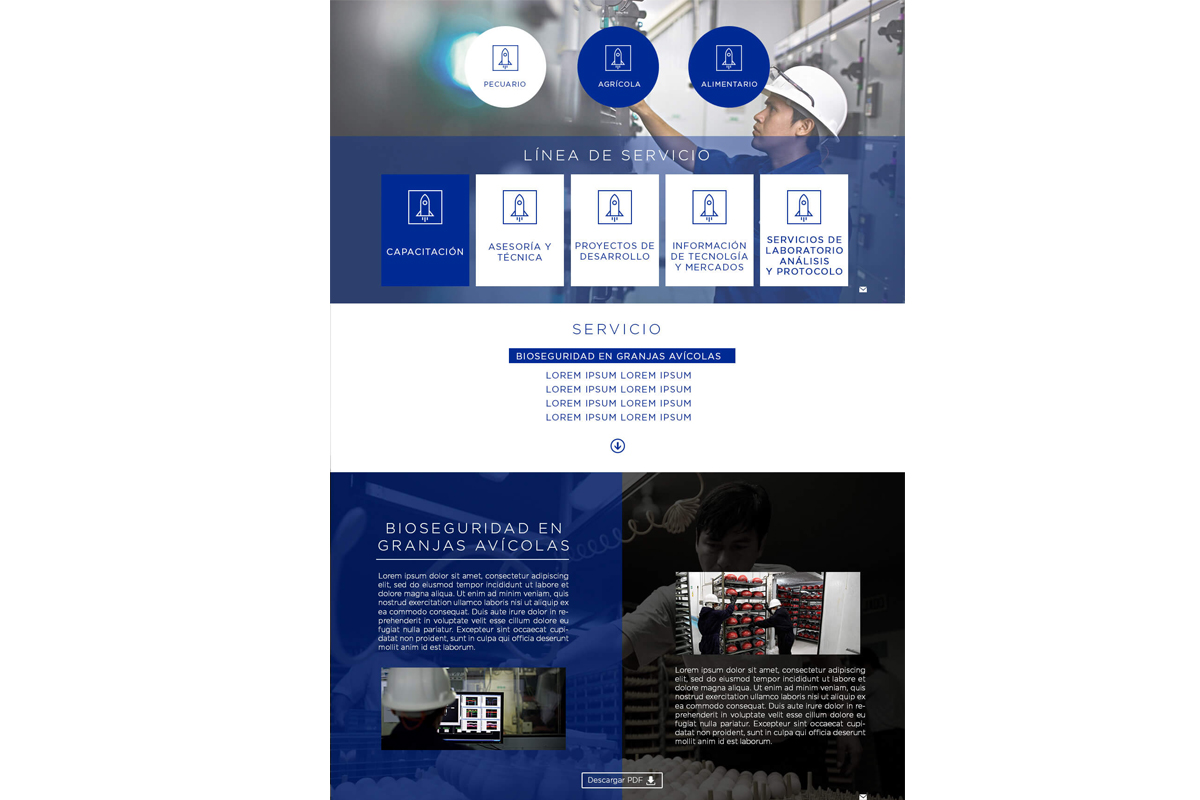 PECUARIO
AGRÍCOLA
ALIMENTARIO
LÍNEA DE SERVICIO
CAPACITACIÓN
ASESORÍA Y
TÉCNICA
PROYECTOS DE
DESARROLLO
INFORMACIÓN
DE TECNOLGÍA
Y MERCADOS
SERVICIOS DE
LABORATORIO
ANÁLISIS
Y PROTOCOLO
SERVICIO
BIOSEGURIDAD EN GRANJAS AVÍCOLAS
LOREM IPSUM LOREM IPSUM
LOREM IPSUM LOREM IPSUM
LOREM IPSUM LOREM IPSUM
LOREM IPSUM LOREM IPSUM
BIOSEGURIDAD EN
GRANJAS AVÍCOLAS
Lorem ipsum dolor sit amet, consectetur adipiscing
elit, sed do eiusmod tempor incididunt ut labore et
dolore magna aliqua. Ut enim ad minim veniam, quis
nostrud exercitation ullamco laboris nisi ut aliquip ex
ea commodo consequat. Duis aute irure dolor in re-
prehenderit in voluptate velit esse cillum dolore eu
fugiat nulla pariatur. Excepteur sint occaecat cupi-
datat non proident, sunt in culpa qui officia deserunt
mollit anim id est laborum.
Lorem ipsum dolor sit amet, consectetur adipiscing
elit, sed do eiusmod tempor incididunt ut labore et
dolore magna aliqua. Ut enim ad minim veniam, quis
nostrud exercitation ullamco laboris nisi ut aliquip ex
ea commodo consequat. Duis aute irure dolor in re-
prehenderit in voluptate velit esse cillum dolore eu
fugiat nulla pariatur. Excepteur sint occaecat cupi-
datat non proident, sunt in culpa qui officia deserunt
mollit anim id est laborum.
Descargar PDF